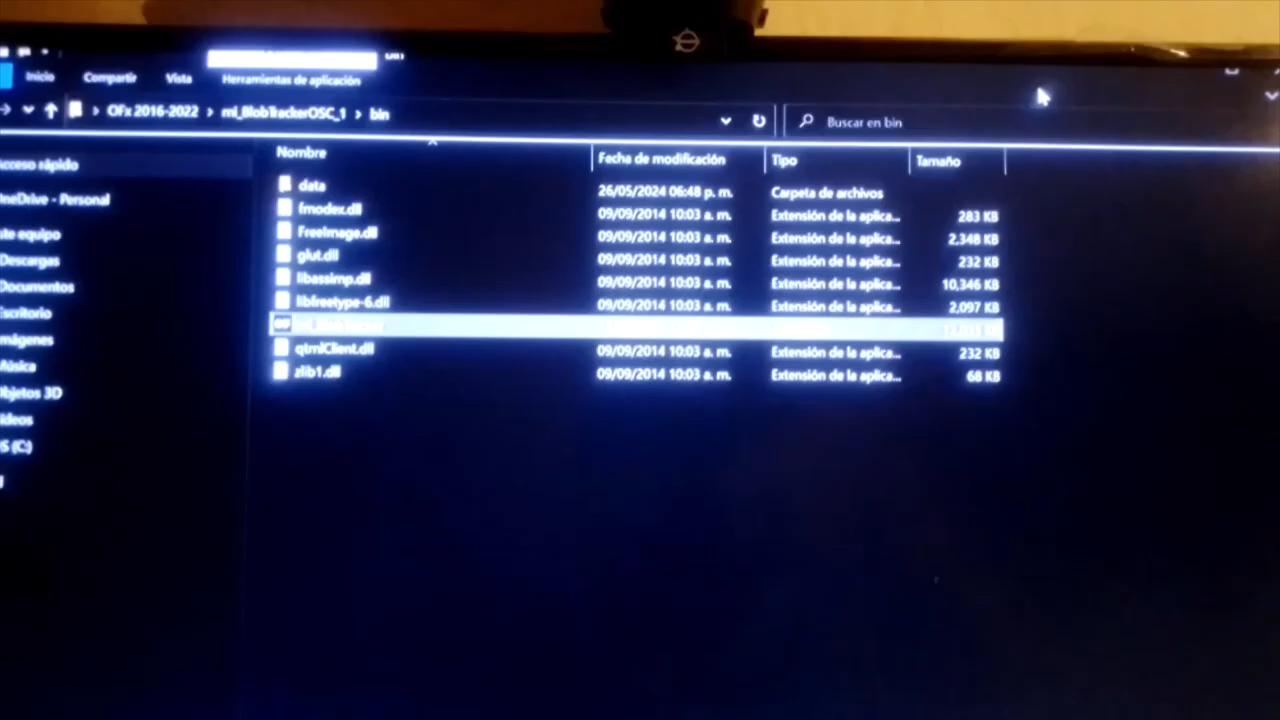 Inicio Compartir Vista Herramientas de aplicación
OFx 2016-2022 > mi_BlobTrackerOSC_1 > bin
Buscar en bin
Nombre Fecha de modificación Tipo Tamaño
data 26/05/2024 06:48 p. m. Carpeta de archivos
fmodex.dll 09/09/2014 10:03 a. m. Extensión de la aplica... 283 KB
FreeImage.dll 09/09/2014 10:03 a. m. Extensión de la aplica... 2,348 KB
glut.dll 09/09/2014 10:03 a. m. Extensión de la aplica... 232 KB
libassimp.dll 09/09/2014 10:03 a. m. Extensión de la aplica... 10,346 KB
libfreetype-6.dll 09/09/2014 10:03 a. m. Extensión de la aplica... 2,097 KB
qtmlClient.dll 09/09/2014 10:03 a. m. Extensión de la aplica... 232 KB
zlib1.dll 09/09/2014 10:03 a. m. Extensión de la aplica... 68 KB
Acceso rápido
OneDrive - Personal
ste equipo
Descargas
Documentos
Escritorio
mágenes
Música
Objetos 3D
ídeos
S (C:)